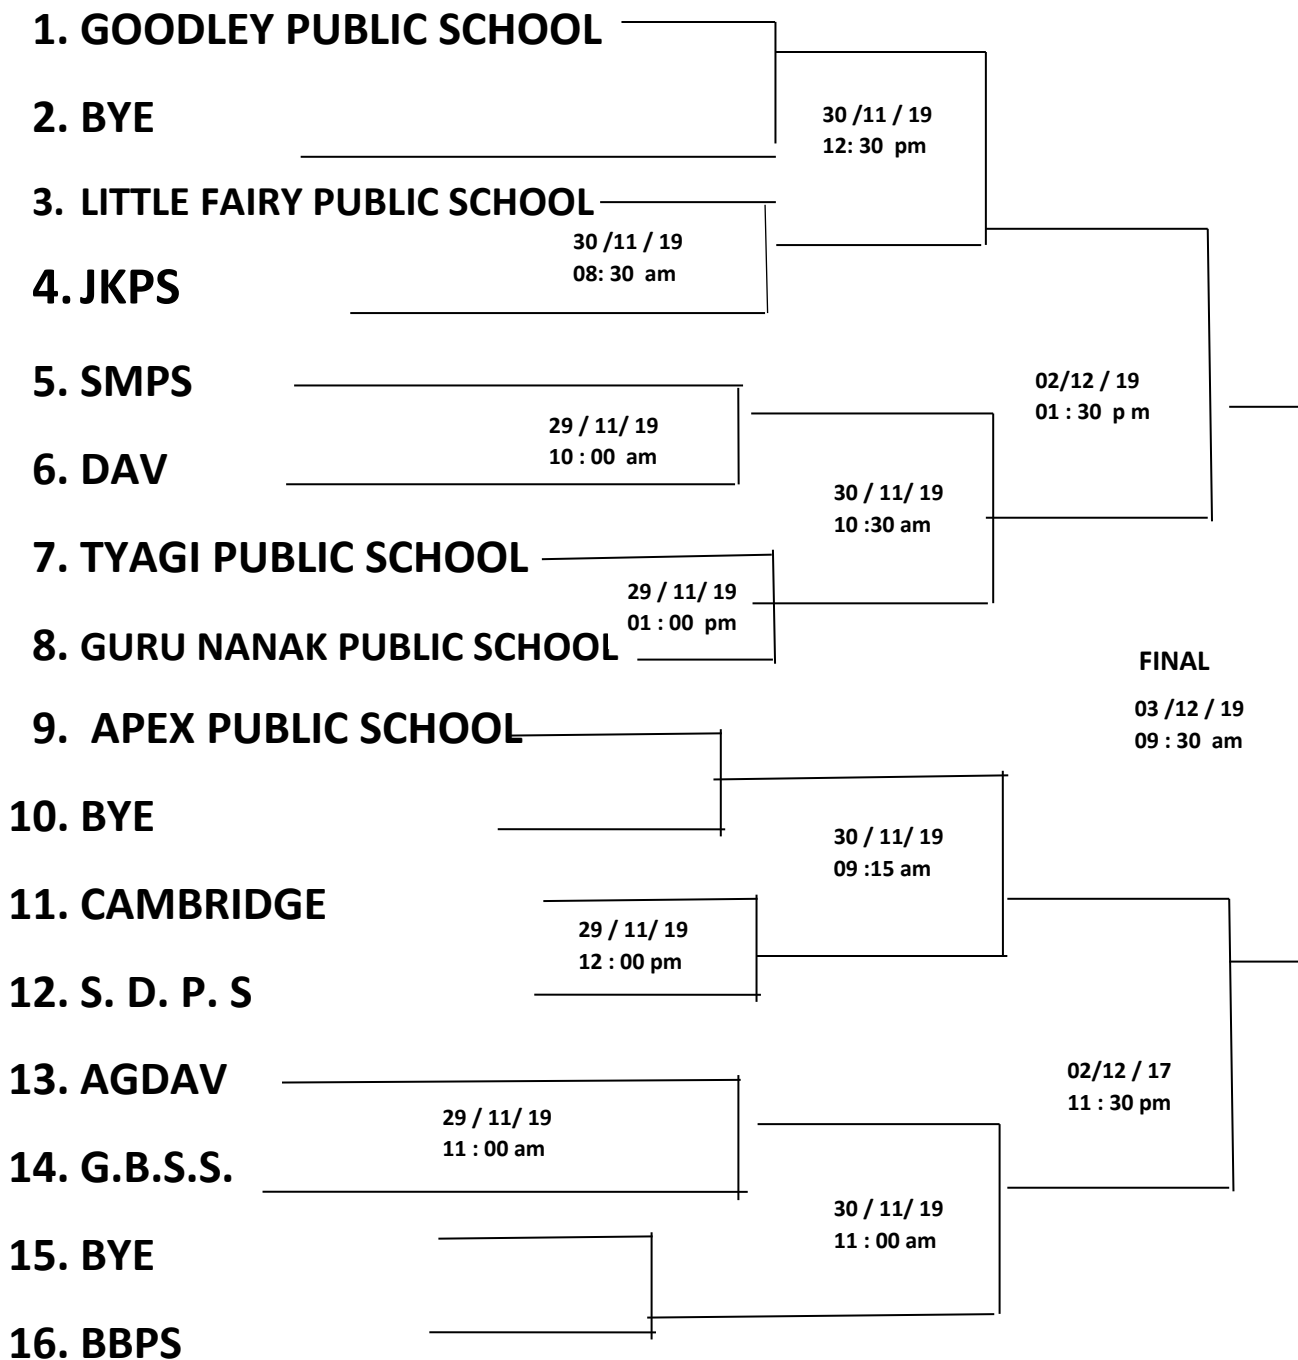 1. GOODLEY PUBLIC SCHOOL
2. BYE
30 /11 / 19
12: 30 pm
3. LITTLE FAIRY PUBLIC SCHOOL
30 /11 / 19
08: 30 am
4. JKPS
5. SMPS
02/12 / 19
01 : 30 p m
29 / 11/ 19
10 : 00 am
6. DAV
30 / 11/ 19
10 :30 am
7. TYAGI PUBLIC SCHOOL
29 / 11/ 19
01 : 00 pm
8. GURU NANAK PUBLIC SCHOOL
FINAL
03 /12 / 19
09 : 30 am
9. APEX PUBLIC SCHOOL
10. BYE
30 / 11/ 19
09 :15 am
11. CAMBRIDGE
29 / 11/ 19
12 : 00 pm
12. S. D. P. S
13. AGDAV
02/12 / 17
11 : 30 pm
29 / 11/ 19
11 : 00 am
14. G.B.S.S.
30 / 11/ 19
11 : 00 am
15. BYE
16. BBPS